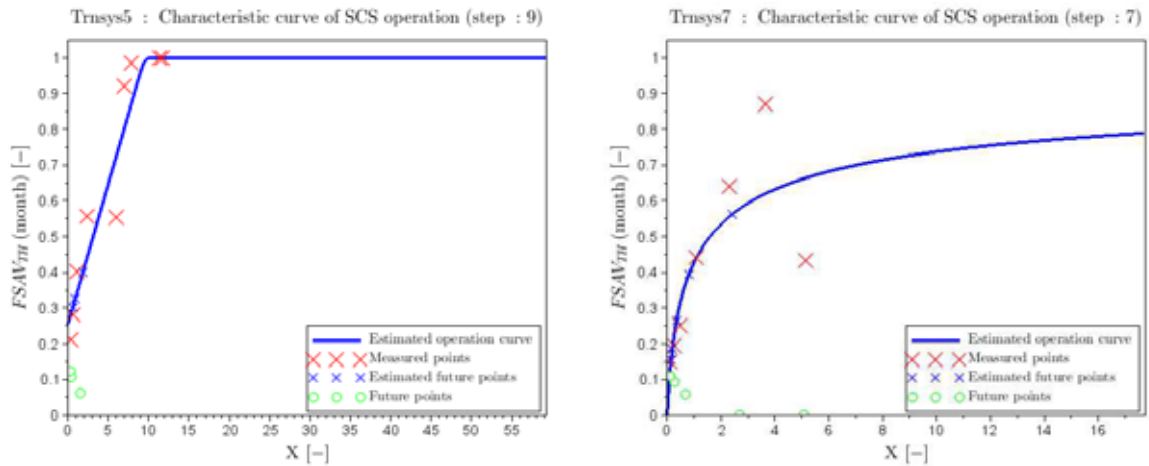 Trnsys5 : Characteristic curve of SCS operation (step : 9)
1
0.9
0.8
0.7
0.6
0.5
0.4
0.3
0.2
0.1
0
FSAV_TH (month) [−]
0 5 10 15 20 25 30 35 40 45 50 55
X [−]
Estimated operation curve
Measured points
Estimated future points
Future points
Trnsys7 : Characteristic curve of SCS operation (step : 7)
1
0.9
0.8
0.7
0.6
0.5
0.4
0.3
0.2
0.1
0
FSAV_TH (month) [−]
0 2 4 6 8 10 12 14 16
X [−]
Estimated operation curve
Measured points
Estimated future points
Future points